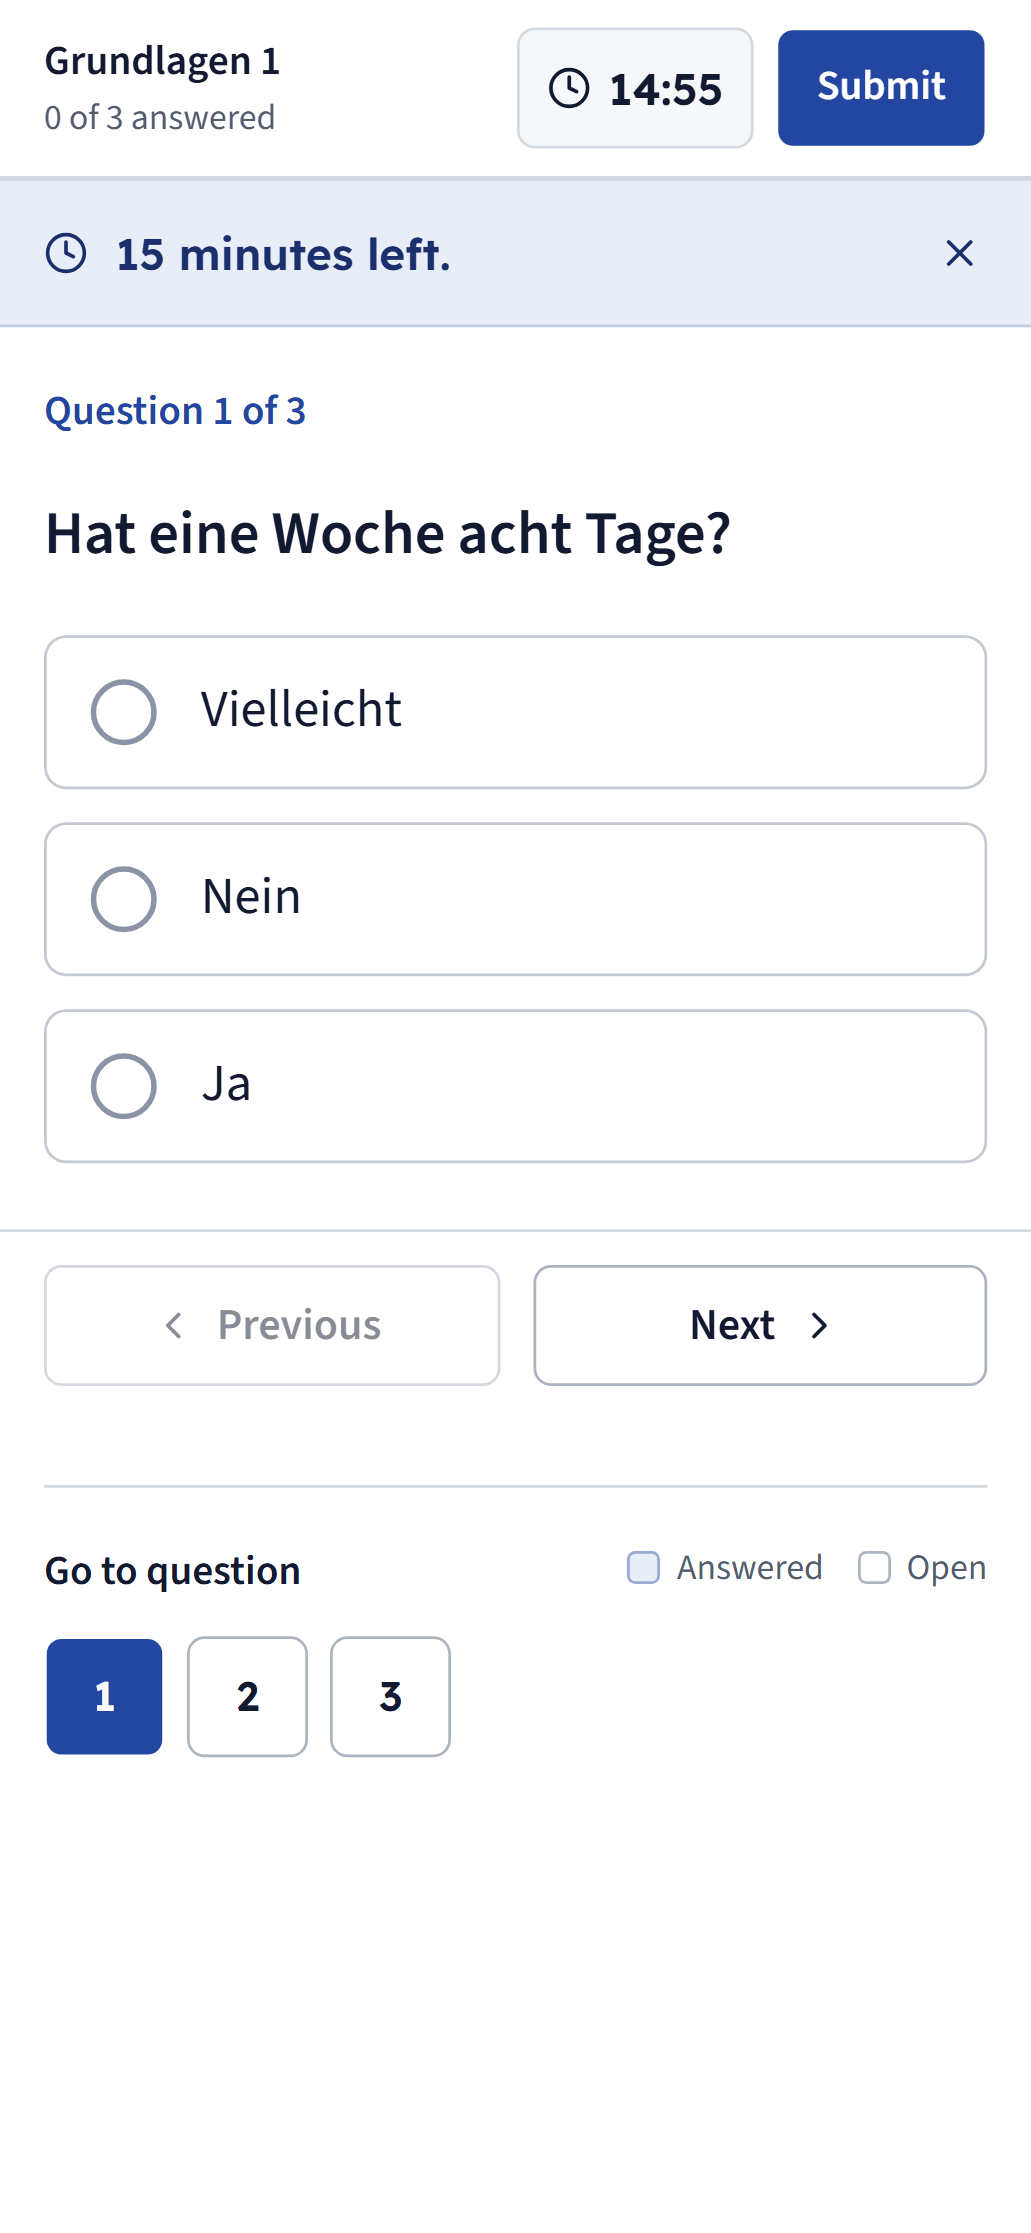 Grundlagen 1
0 of 3 answered
14:55
Submit
15 minutes left.
Question 1 of 3
Hat eine Woche acht Tage?
Vielleicht
Nein
Ja
Previous
Next
Go to question
Answered
Open
1
2
3